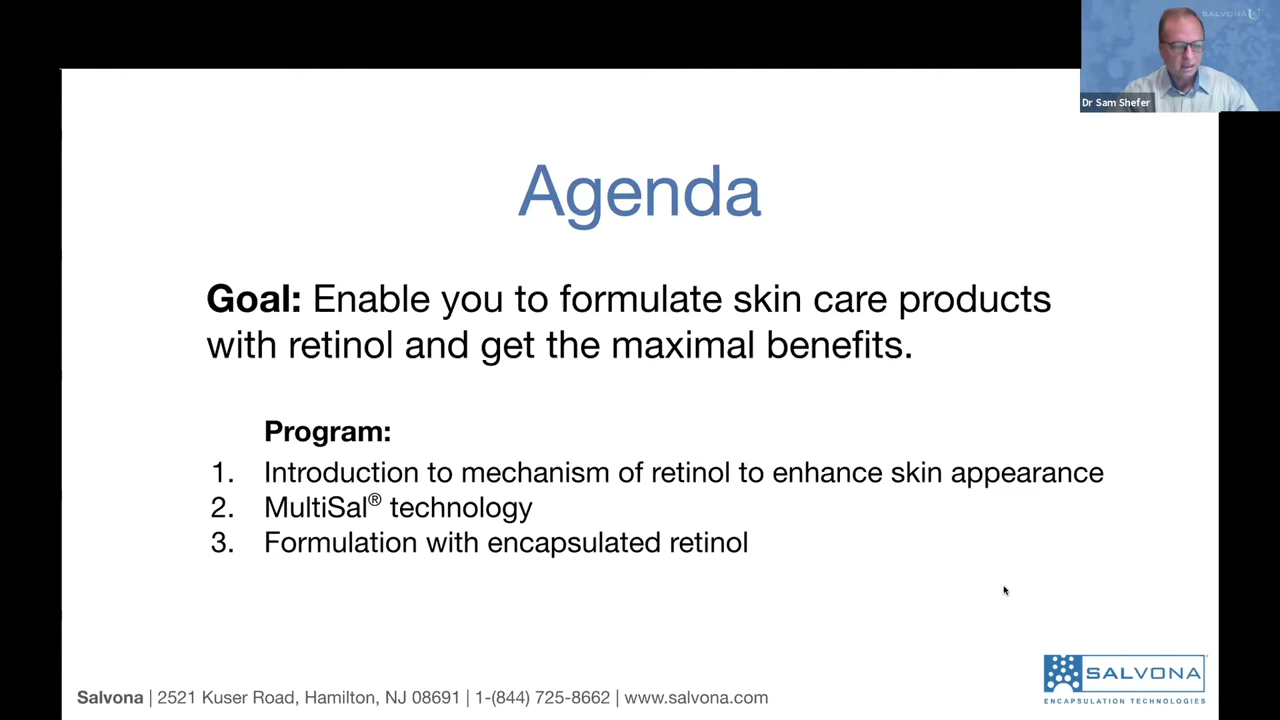 SALVONA
Dr Sam Shefer
Agenda
Goal: Enable you to formulate skin care products
with retinol and get the maximal benefits.
Program:
1. Introduction to mechanism of retinol to enhance skin appearance
2. MultiSal® technology
3. Formulation with encapsulated retinol
Salvona | 2521 Kuser Road, Hamilton, NJ 08691 | 1-(844) 725-8662 | www.salvona.com
SALVONA
ENCAPSULATION TECHNOLOGIES